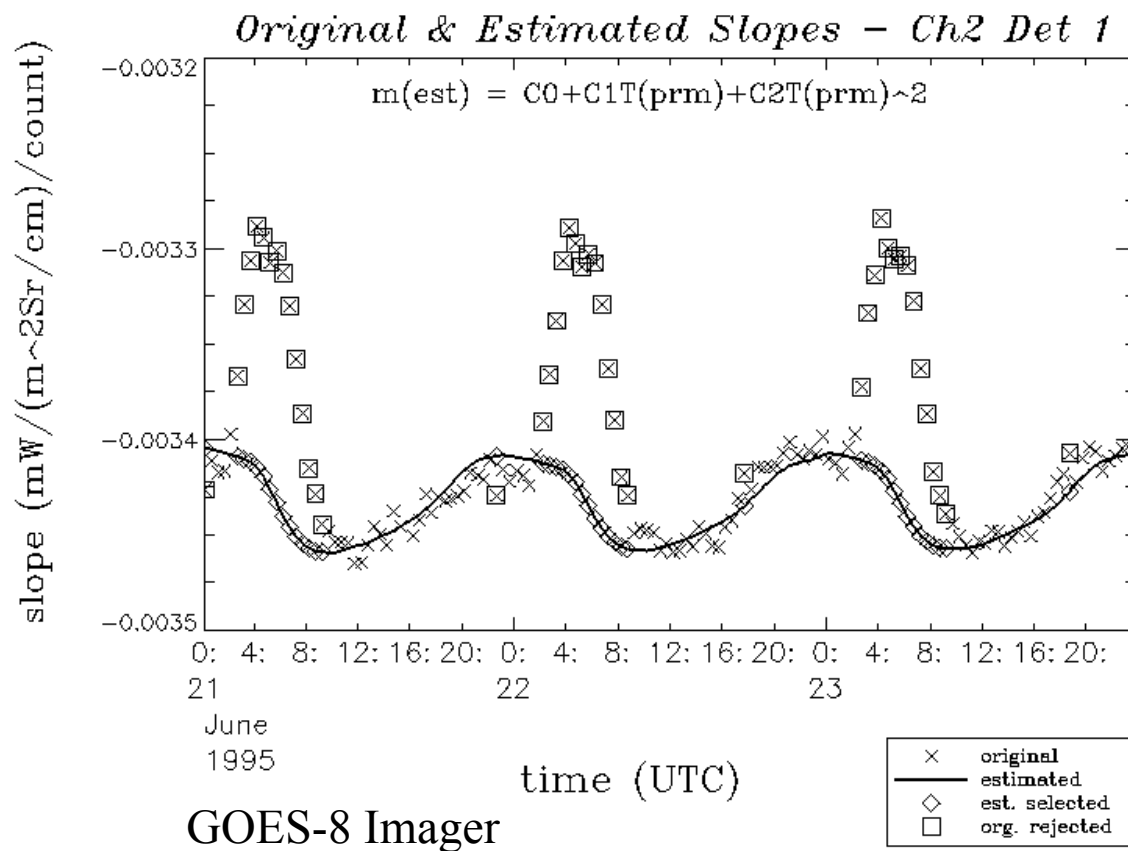 Original & Estimated Slopes – Ch2 Det 1
m(est) = C0+C1T(prm)+C2T(prm)^2
slope (mW/(m^2Sr/cm)/count)
-0.0032
-0.0033
-0.0034
-0.0035
0: 4: 8: 12: 16: 20: 0: 4: 8: 12: 16: 20: 0: 4: 8: 12: 16: 20:
21 22 23
June
1995
time (UTC)
original
estimated
est. selected
org. rejected
GOES-8 Imager